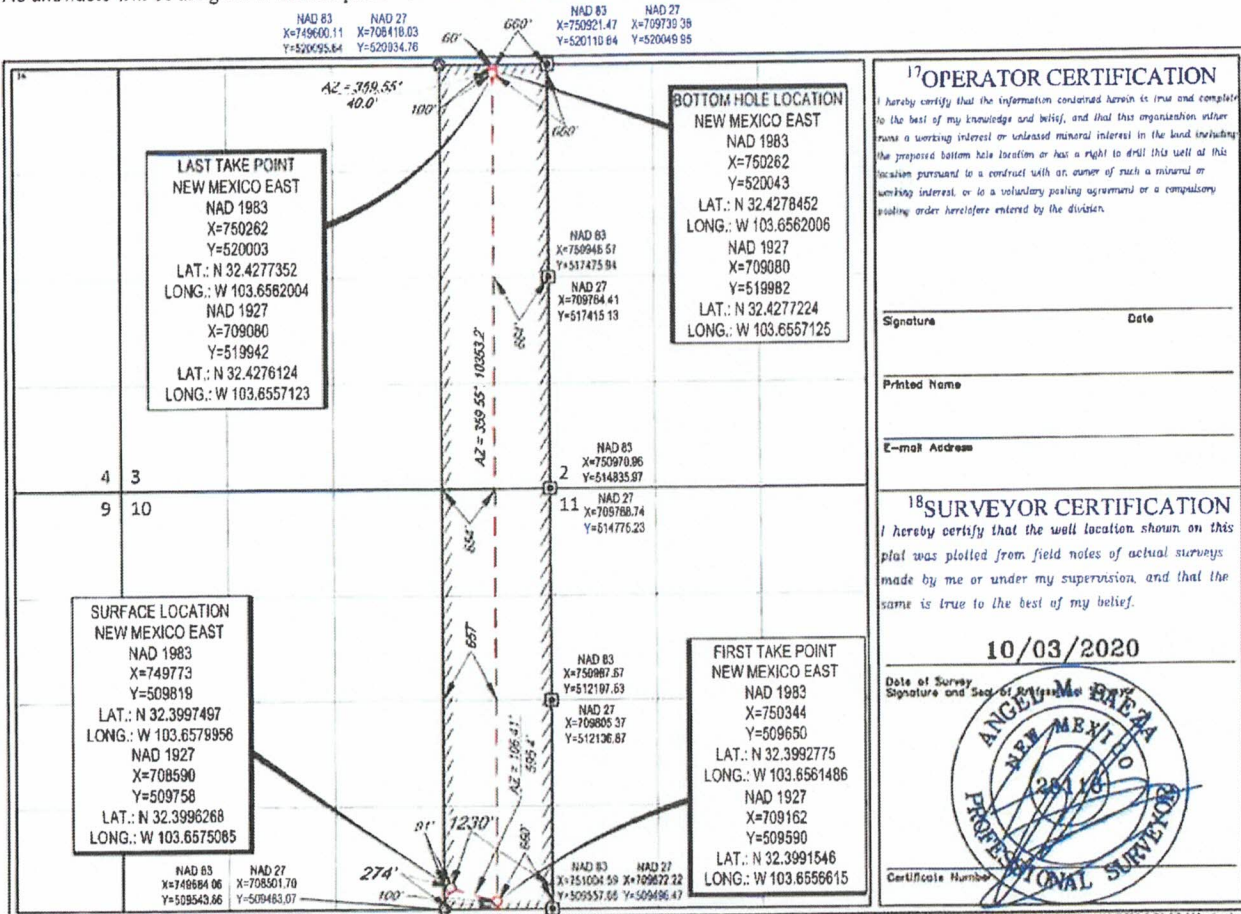 NAD 83
X=749600.11
Y=520095.64
NAD 27
X=708418.03
Y=520034.76
NAD 83
X=750921.47
Y=520110.84
NAD 27
X=709739.38
Y=520049.95
60'
660'
16
AZ = 359.55°
40.0'
100'
660'
LAST TAKE POINT
NEW MEXICO EAST
NAD 1983
X=750262
Y=520003
LAT.: N 32.4277352
LONG.: W 103.6562004
NAD 1927
X=709080
Y=519942
LAT.: N 32.4276124
LONG.: W 103.6557123
BOTTOM HOLE LOCATION
NEW MEXICO EAST
NAD 1983
X=750262
Y=520043
LAT.: N 32.4278452
LONG.: W 103.6562006
NAD 1927
X=709080
Y=519982
LAT.: N 32.4277224
LONG.: W 103.6557125
NAD 83
Y=517475.94
NAD 27
Y=517415.13
664'
AZ = 359.55° 10353.2'
4 3
9 10
2
11
NAD 83
X=750970.96
Y=514835.97
NAD 27
X=709788.74
Y=514775.23
654'
657'
SURFACE LOCATION
NEW MEXICO EAST
NAD 1983
X=749773
Y=509819
LAT.: N 32.3997497
LONG.: W 103.6579956
NAD 1927
X=708590
Y=509758
LAT.: N 32.3996268
LONG.: W 103.6575085
NAD 83
X=750987.67
Y=512197.63
NAD 27
X=709805.37
Y=512136.87
AZ = 106.41°
595.4'
FIRST TAKE POINT
NEW MEXICO EAST
NAD 1983
X=750344
Y=509650
LAT.: N 32.3992775
LONG.: W 103.6561486
NAD 1927
X=709162
Y=509590
LAT.: N 32.3991546
LONG.: W 103.6556615
91'
1230'
660'
274'
100'
NAD 83
X=749684.06
Y=509543.66
NAD 27
X=708501.70
Y=509483.07
NAD 83
X=751004.59
Y=509557.08
NAD 27
X=709822.22
Y=509496.47
17 OPERATOR CERTIFICATION
I hereby certify that the information contained herein is true and complete
to the best of my knowledge and belief, and that this organization either
owns a working interest or unleased mineral interest in the land including
the proposed bottom hole location or has a right to drill this well at this
location pursuant to a contract with an owner of such a mineral or
working interest, or to a voluntary pooling agreement or a compulsory
pooling order heretofore entered by the division.
Signature Date
Printed Name
E-mail Address
18 SURVEYOR CERTIFICATION
I hereby certify that the well location shown on this
plat was plotted from field notes of actual surveys
made by me or under my supervision, and that the
same is true to the best of my belief.
10/03/2020
Date of Survey
Signature and Seal of Professional Surveyor
ANGEL M. BAEZA
NEW MEXICO
PROFESSIONAL SURVEYOR
Certificate Number